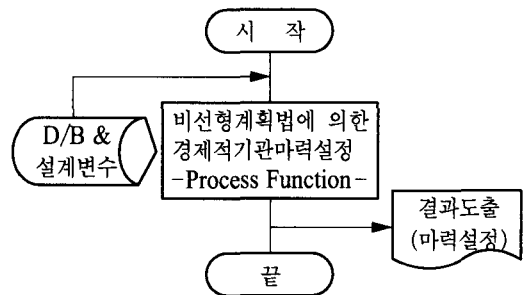 시 작
D/B &
설계변수
비선형계획법에 의한
경제적기관마력설정
-Process Function-
결과도출
(마력설정)
끝